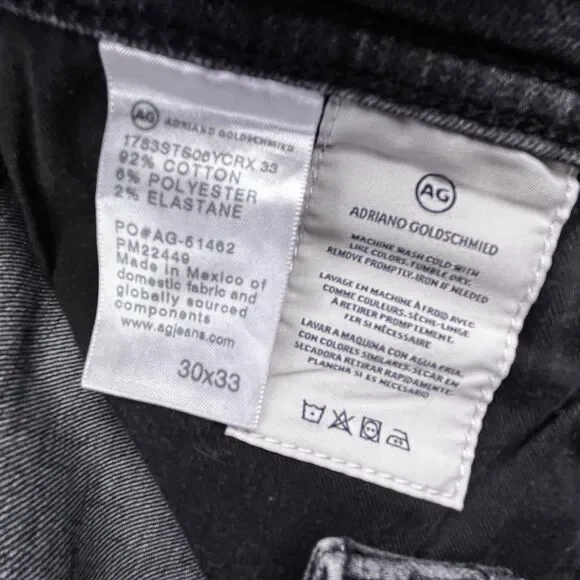 AG ADRIANO GOLDSCHMIED
1783STS06YCRX 33
92% COTTON
6% POLYESTER
2% ELASTANE
PO#AG-51462
PM22449
Made in Mexico of
domestic fabric and
globally sourced
components
www.agjeans.com
30x33
AG
ADRIANO GOLDSCHMIED
MACHINE WASH COLD WITH
LIKE COLORS, TUMBLE DRY,
REMOVE PROMPTLY, IRON IF NEEDED
LAVAGE EN MACHINE À FROID AVEC
COMME COULEURS. SÈCHE-LINGE
À RETIRER PROMPTEMENT.
FER SI NÉCESSAIRE
LAVAR A MAQUINA CON AGUA FRIA.
CON COLORES SIMILARES. SECAR EN
SECADORA RETIRAR RAPIDAMENTE.
PLANCHA SI ES NECESARIO